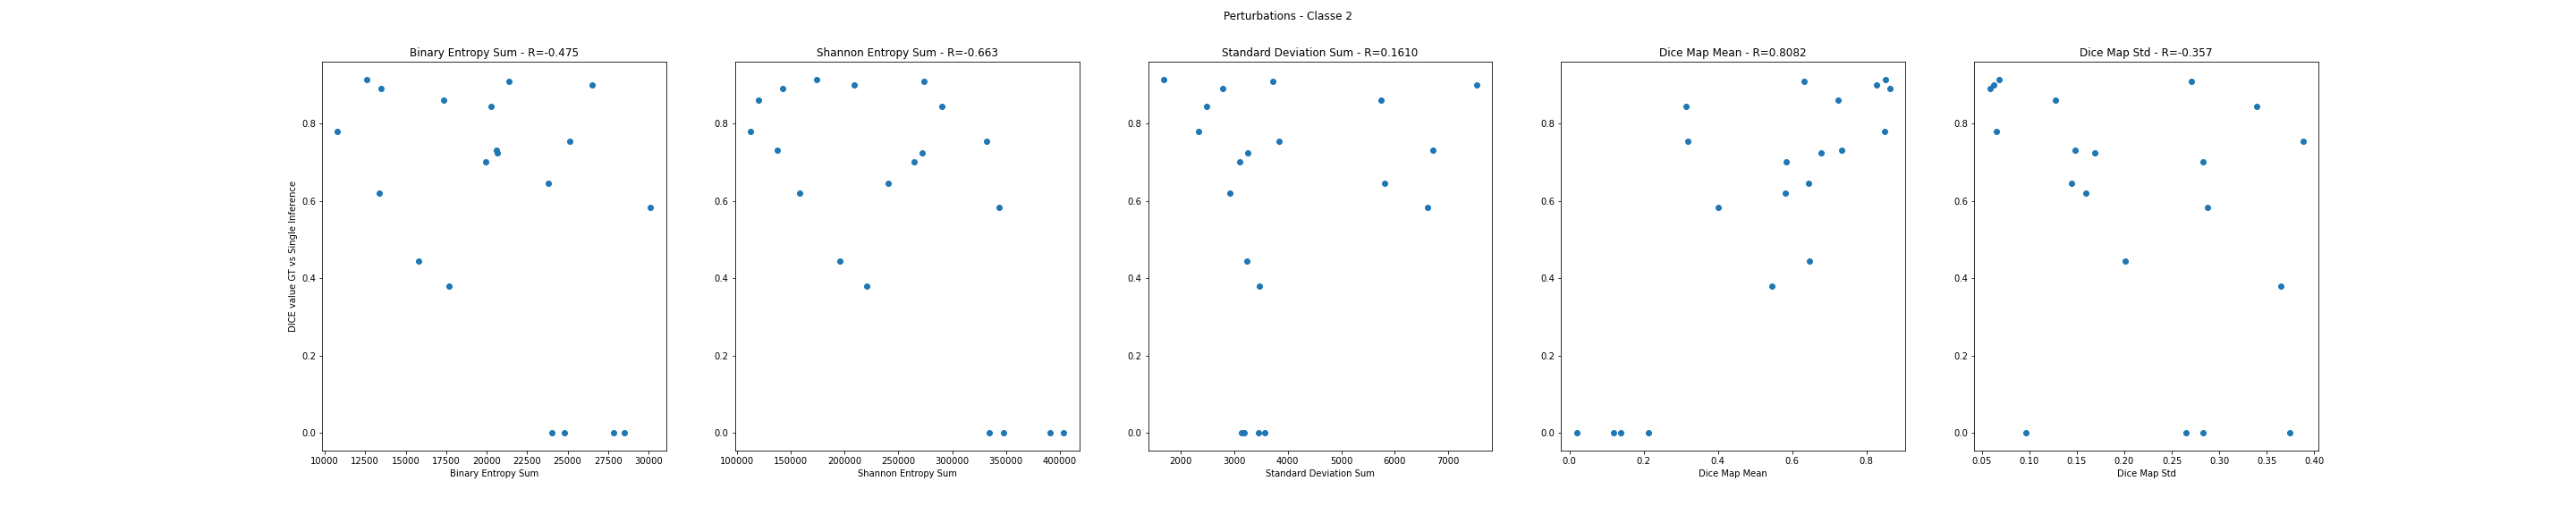 Perturbations - Classe 2
Binary Entropy Sum - R=-0.475
DICE value GT vs Single Inference
0.8
0.6
0.4
0.2
0.0
10000 12500 15000 17500 20000 22500 25000 27500 30000
Binary Entropy Sum
Shannon Entropy Sum - R=-0.663
0.8
0.6
0.4
0.2
0.0
100000 150000 200000 250000 300000 350000 400000
Shannon Entropy Sum
Standard Deviation Sum - R=0.1610
0.8
0.6
0.4
0.2
0.0
2000 3000 4000 5000 6000 7000
Standard Deviation Sum
Dice Map Mean - R=0.8082
0.8
0.6
0.4
0.2
0.0
0.0 0.2 0.4 0.6 0.8
Dice Map Mean
Dice Map Std - R=-0.357
0.8
0.6
0.4
0.2
0.0
0.05 0.10 0.15 0.20 0.25 0.30 0.35 0.40
Dice Map Std